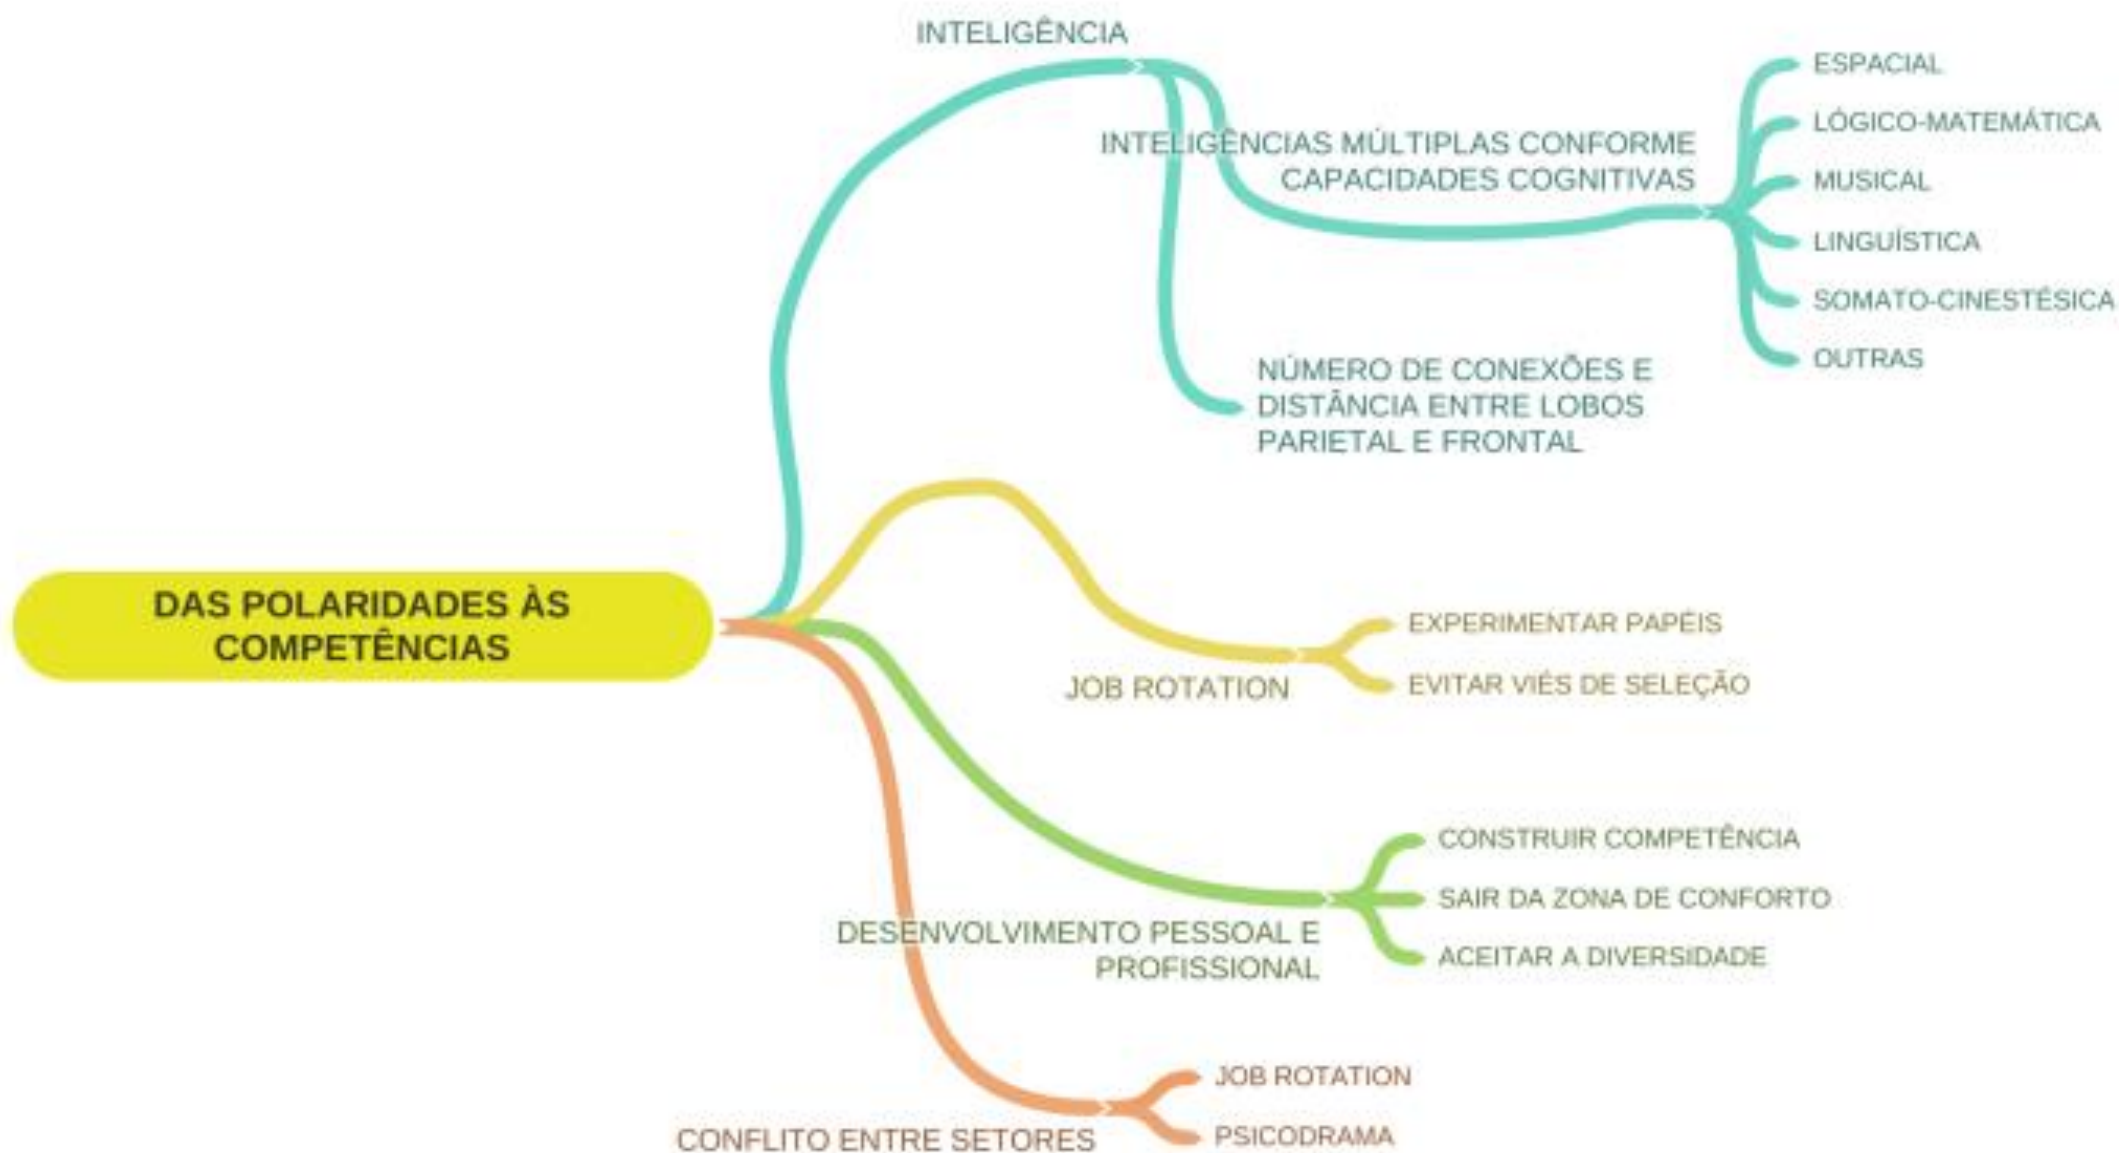 INTELIGÊNCIA
INTELIGÊNCIAS MÚLTIPLAS CONFORME
CAPACIDADES COGNITIVAS
ESPACIAL
LÓGICO-MATEMÁTICA
MUSICAL
LINGUÍSTICA
SOMATO-CINESTÉSICA
OUTRAS
NÚMERO DE CONEXÕES E
DISTÂNCIA ENTRE LOBOS
PARIETAL E FRONTAL
DAS POLARIDADES ÀS
COMPETÊNCIAS
JOB ROTATION
EXPERIMENTAR PAPÉIS
EVITAR VIÉS DE SELEÇÃO
DESENVOLVIMENTO PESSOAL E
PROFISSIONAL
CONSTRUIR COMPETÊNCIA
SAIR DA ZONA DE CONFORTO
ACEITAR A DIVERSIDADE
CONFLITO ENTRE SETORES
JOB ROTATION
PSICODRAMA